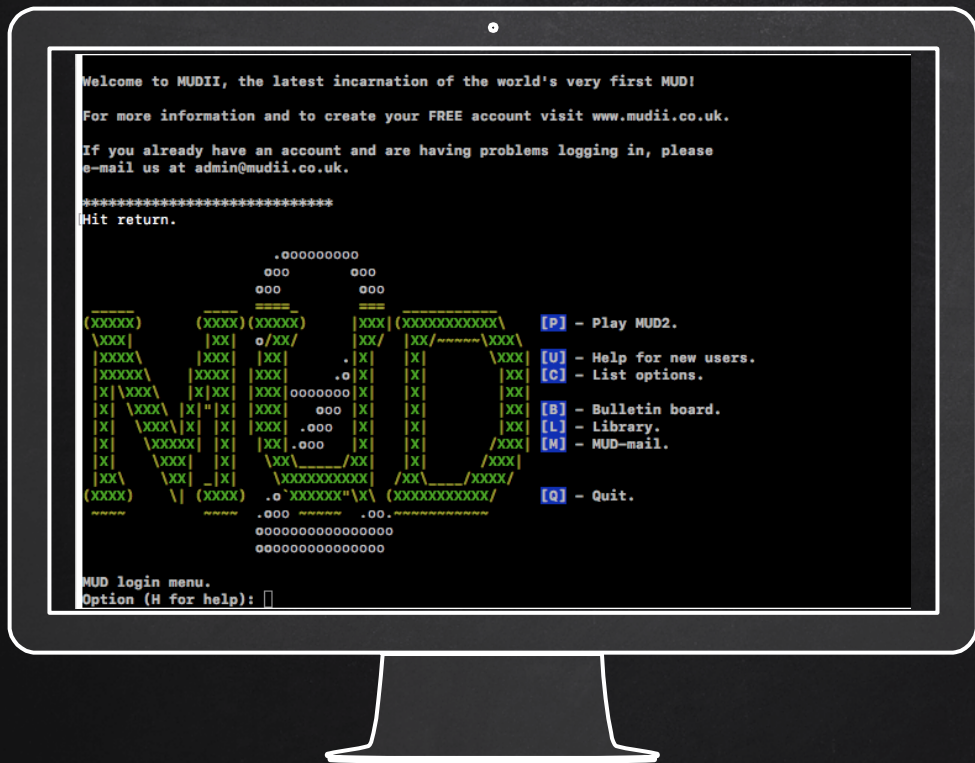 Welcome to MUDII, the latest incarnation of the world's very first MUD!
For more information and to create your FREE account visit www.mudii.co.uk.
If you already have an account and are having problems logging in, please
e-mail us at admin@mudii.co.uk.
*****************************
Hit return.
MUD
[P] - Play MUD2.
[U] - Help for new users.
[C] - List options.
[B] - Bulletin board.
[L] - Library.
[M] - MUD-mail.
[Q] - Quit.
MUD login menu.
Option (H for help):